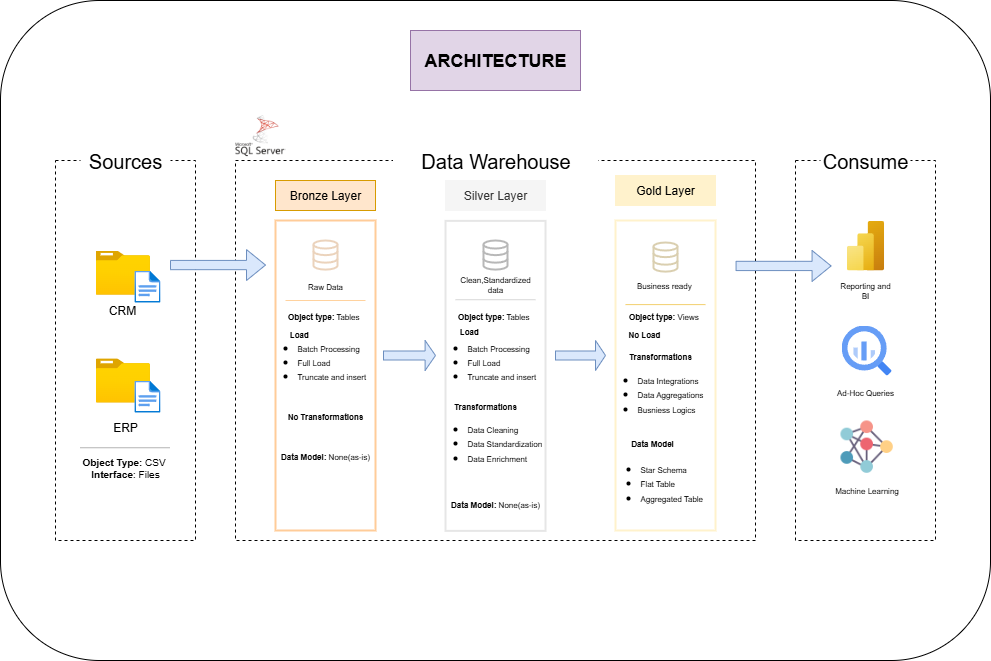 ARCHITECTURE
Microsoft
SQL Server
Sources
CRM
ERP
Object Type: CSV
Interface: Files
Data Warehouse
Bronze Layer
Raw Data
Object type: Tables
Load
Batch Processing
Full Load
Truncate and insert
No Transformations
Data Model: None(as-is)
Silver Layer
Clean,Standardized
data
Object type: Tables
Load
Batch Processing
Full Load
Truncate and insert
Transformations
Data Cleaning
Data Standardization
Data Enrichment
Data Model: None(as-is)
Gold Layer
Business ready
Object type: Views
No Load
Transformations
Data Integrations
Data Aggregations
Busniess Logics
Data Model
Star Schema
Flat Table
Aggregated Table
Consume
Reporting and
BI
Ad-Hoc Queries
Machine Learning